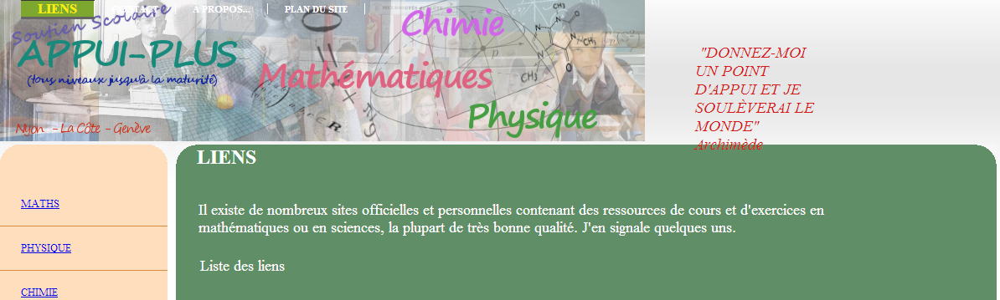 LIENS CONTACT A PROPOS... PLAN DU SITE
Soutien Scolaire
APPUI-PLUS
(tous niveaux jusqu'à la maturité)
Nyon - La Côte - Genève
Chimie
Mathématiques
Physique
CH₃
CH₃
CH₃
"DONNEZ-MOI
UN POINT
D'APPUI ET JE
SOULÈVERAI LE
MONDE"
Archimède
MATHS
PHYSIQUE
CHIMIE
LIENS
Il existe de nombreux sites officielles et personnelles contenant des ressources de cours et d'exercices en
mathématiques ou en sciences, la plupart de très bonne qualité. J'en signale quelques uns.
Liste des liens